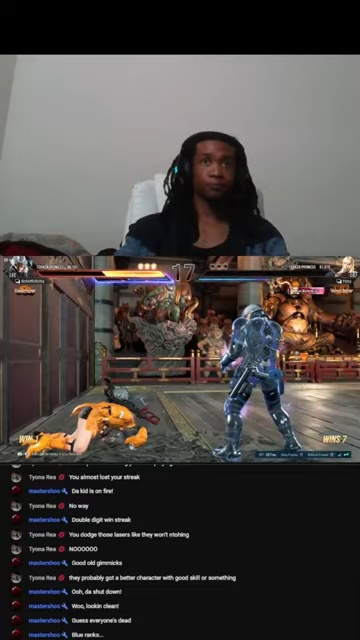 17
WIN 1
WINS 7
Tyona Rea You almost lost your streak
mastershoo Da kid is on fire!
Tyona Rea No way
mastershoo Double digit win streak
Tyona Rea You dodge those lasers like they won't ntshing
Tyona Rea NOOOOOO
mastershoo Good old gimmicks
Tyona Rea they probably got a better character with good skill or something
mastershoo Ooh, da shut down!
mastershoo Woo, lookin clean!
mastershoo Guess everyone's dead
mastershoo Blue ranks...